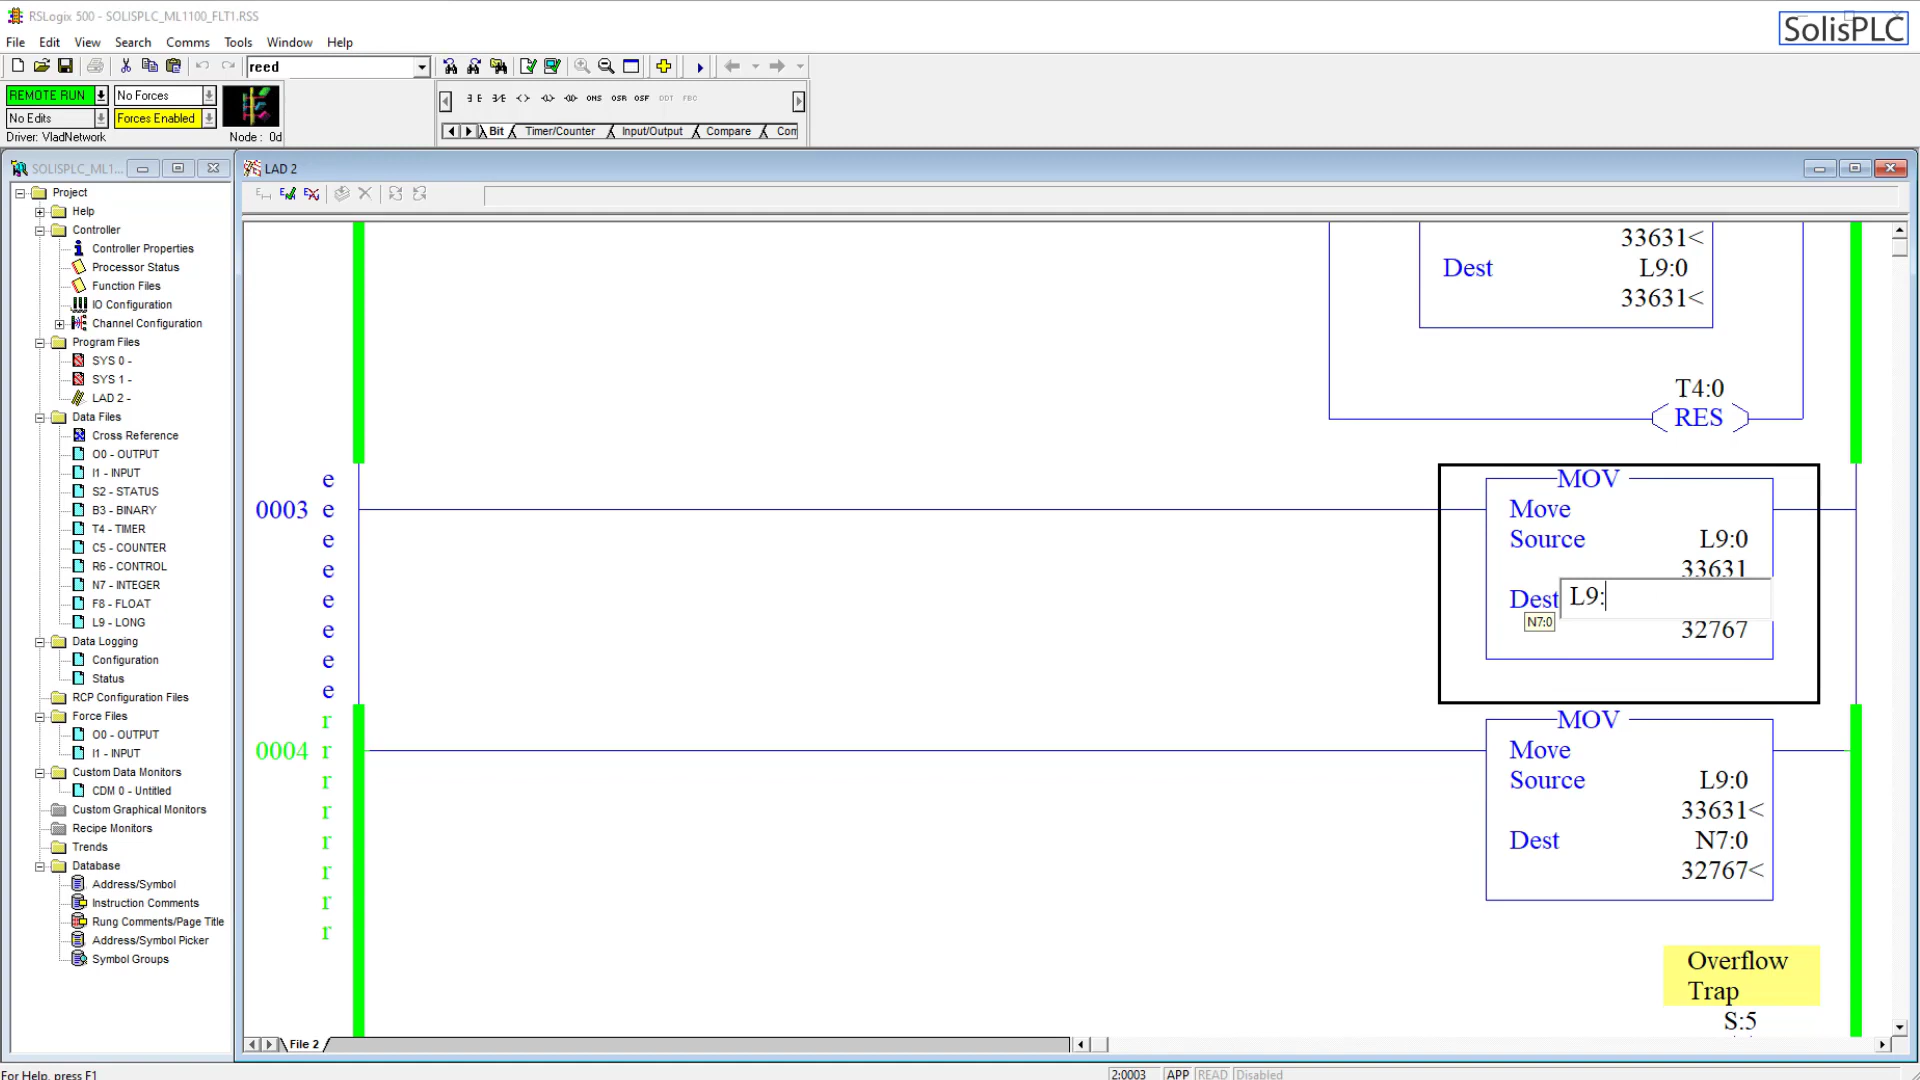 RSLogix 500 - SOLISPLC_ML1100_FLT1.RSS
SolisPLC
File Edit View Search Comms Tools Window Help
reed
REMOTE RUN No Forces
No Edits Forces Enabled
Driver: VladNetwork Node : 0d
ONS OSR OSF DDT FBC
Bit Timer/Counter Input/Output Compare Com
SOLISPLC_ML1...
Project
Help
Controller
Controller Properties
Processor Status
Function Files
IO Configuration
Channel Configuration
Program Files
SYS 0 -
SYS 1 -
LAD 2 -
Data Files
Cross Reference
O0 - OUTPUT
I1 - INPUT
S2 - STATUS
B3 - BINARY
T4 - TIMER
C5 - COUNTER
R6 - CONTROL
N7 - INTEGER
F8 - FLOAT
L9 - LONG
Data Logging
Configuration
Status
RCP Configuration Files
Force Files
O0 - OUTPUT
I1 - INPUT
Custom Data Monitors
CDM 0 - Untitled
Custom Graphical Monitors
Recipe Monitors
Trends
Database
Address/Symbol
Instruction Comments
Rung Comments/Page Title
Address/Symbol Picker
Symbol Groups
LAD 2
33631<
Dest L9:0
33631<
T4:0
RES
0003
e
e
e
e
e
e
e
e
MOV
Move
Source L9:0
33631
Dest L9:
N7:0
32767
0004
r
r
r
r
r
r
r
r
MOV
Move
Source L9:0
33631<
Dest N7:0
32767<
Overflow
Trap
S:5
File 2
For Help, press F1
2:0003 APP READ Disabled